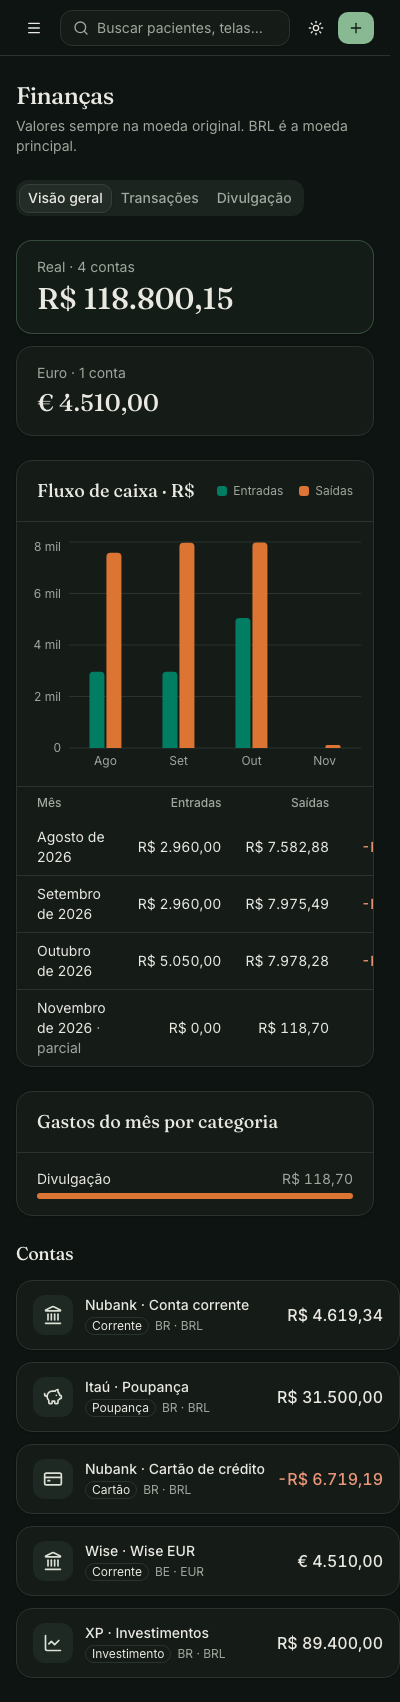 Buscar pacientes, telas...
Finanças
Valores sempre na moeda original. BRL é a moeda
principal.
Visão geral Transações Divulgação
Real · 4 contas
R$ 118.800,15
Euro · 1 conta
€ 4.510,00
Fluxo de caixa · R$ Entradas Saídas
8 mil
6 mil
4 mil
2 mil
0
Ago Set Out Nov
Mês Entradas Saídas
Agosto de
2026
R$ 2.960,00 R$ 7.582,88
Setembro
de 2026
R$ 2.960,00 R$ 7.975,49
Outubro
de 2026
R$ 5.050,00 R$ 7.978,28
Novembro
de 2026 ·
parcial
R$ 0,00 R$ 118,70
Gastos do mês por categoria
Divulgação R$ 118,70
Contas
Nubank · Conta corrente
Corrente BR · BRL
R$ 4.619,34
Itaú · Poupança
Poupança BR · BRL
R$ 31.500,00
Nubank · Cartão de crédito
Cartão BR · BRL
-R$ 6.719,19
Wise · Wise EUR
Corrente BE · EUR
€ 4.510,00
XP · Investimentos
Investimento BR · BRL
R$ 89.400,00